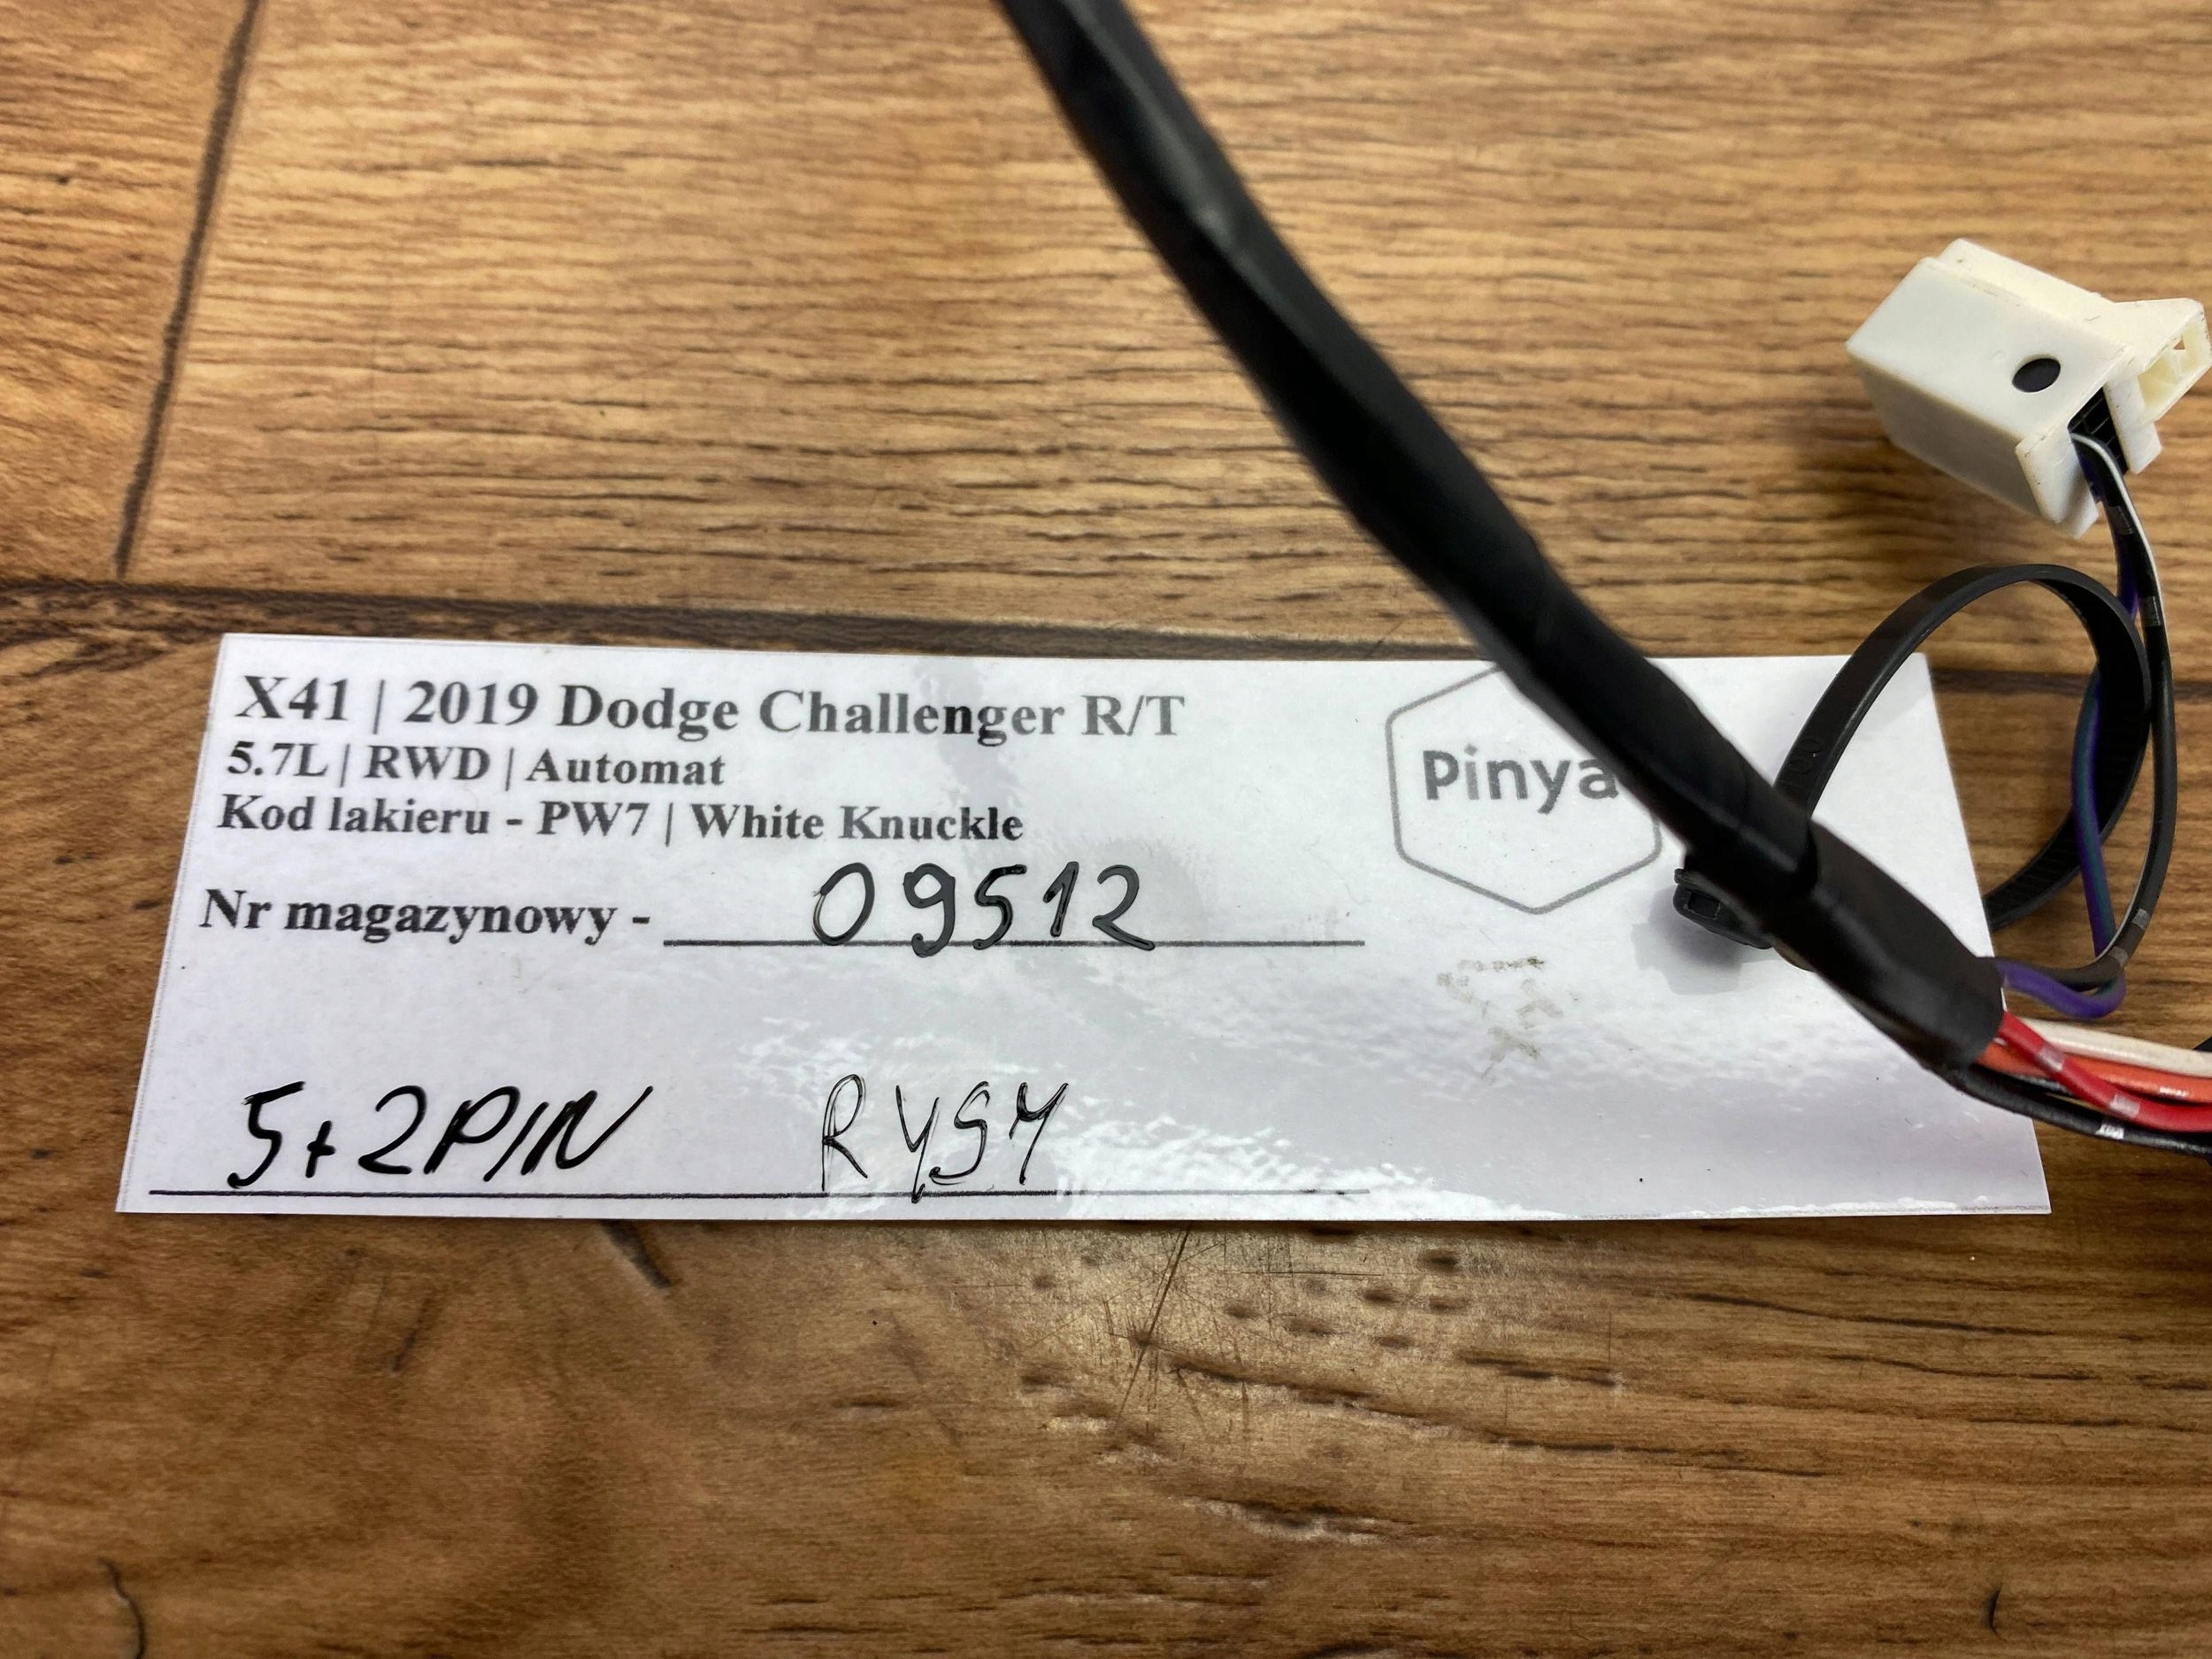 X41 | 2019 Dodge Challenger R/T
5.7L | RWD | Automat
Kod lakieru - PW7 | White Knuckle
Pinya
Nr magazynowy - 09512
5+2PIN RYSY